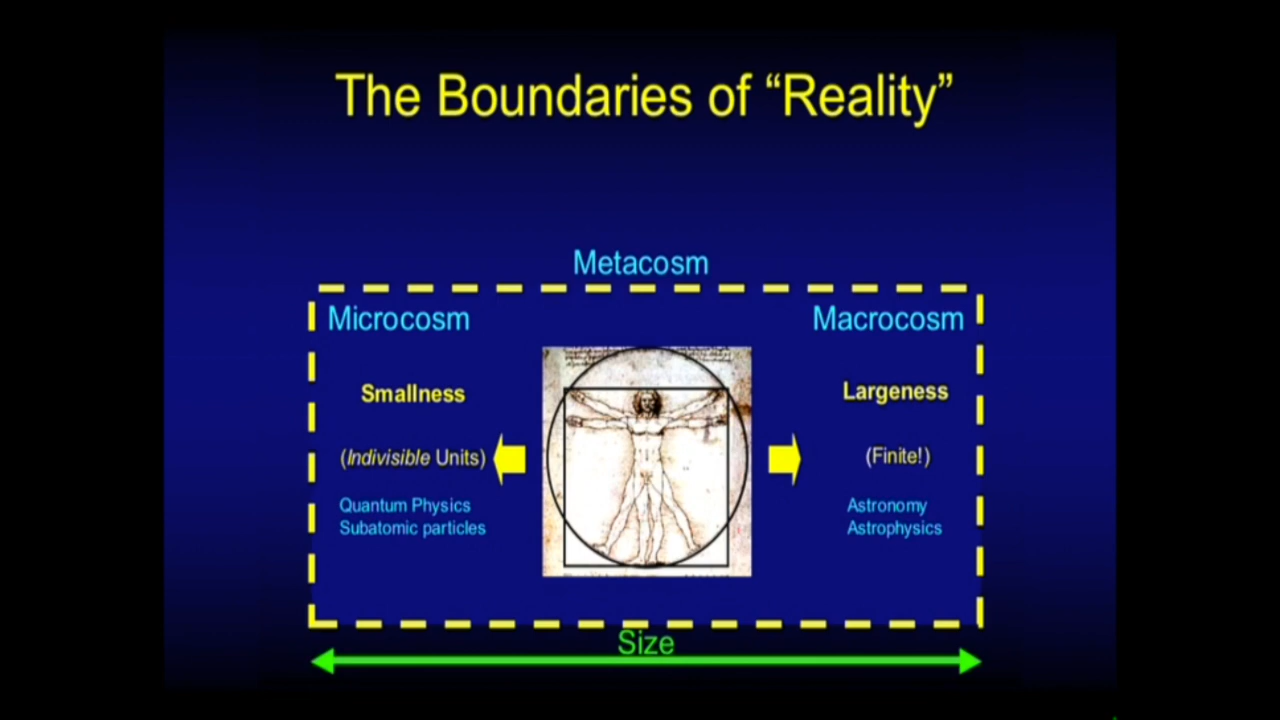 The Boundaries of “Reality”
Metacosm
Microcosm
Macrocosm
Smallness
Largeness
(Indivisible Units)
(Finite!)
Quantum Physics
Subatomic particles
Astronomy
Astrophysics
Size